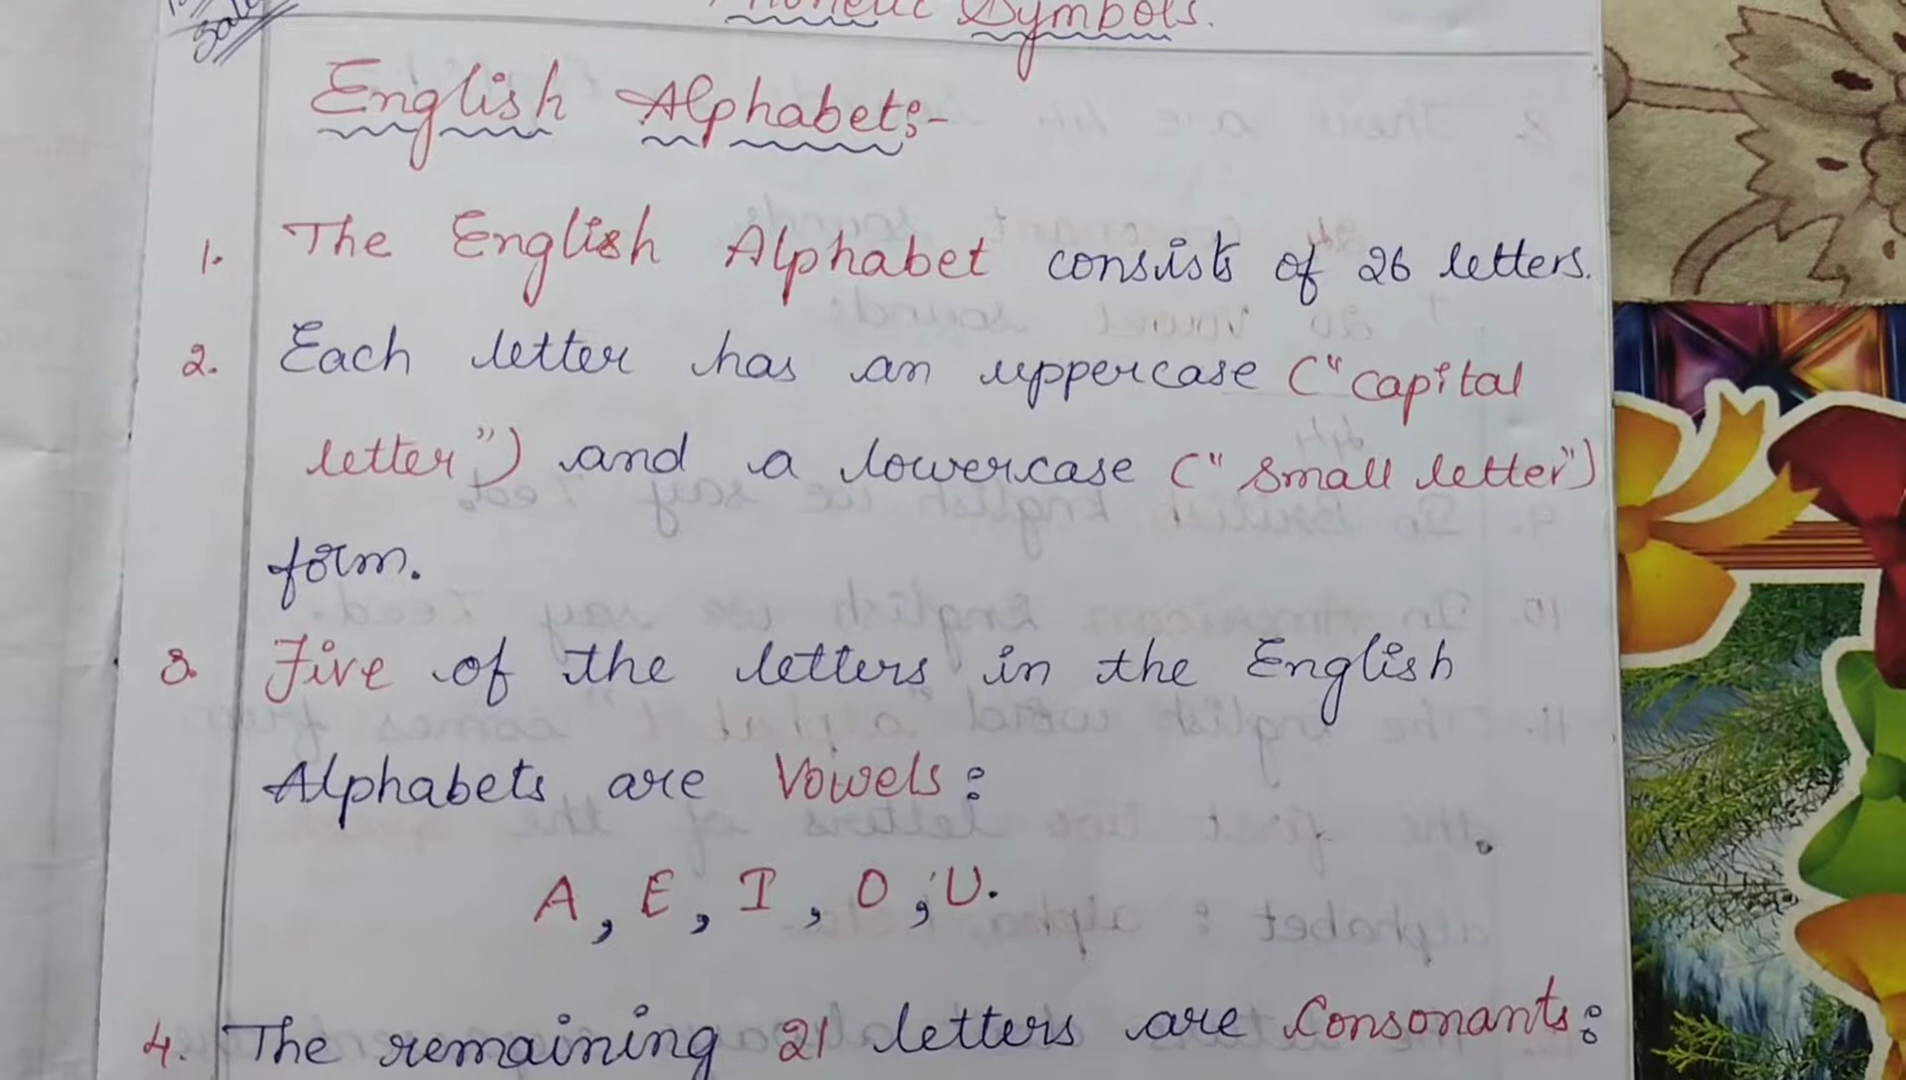 Symbols.
English Alphabet:-
1. The English Alphabet consists of 26 letters.
2. Each letter has an uppercase ("capital
letter") and a lowercase ("small letter")
form.
3. Five of the letters in the English
Alphabets are Vowels:
A, E, I, O, U.
4. The remaining 21 letters are Consonants: